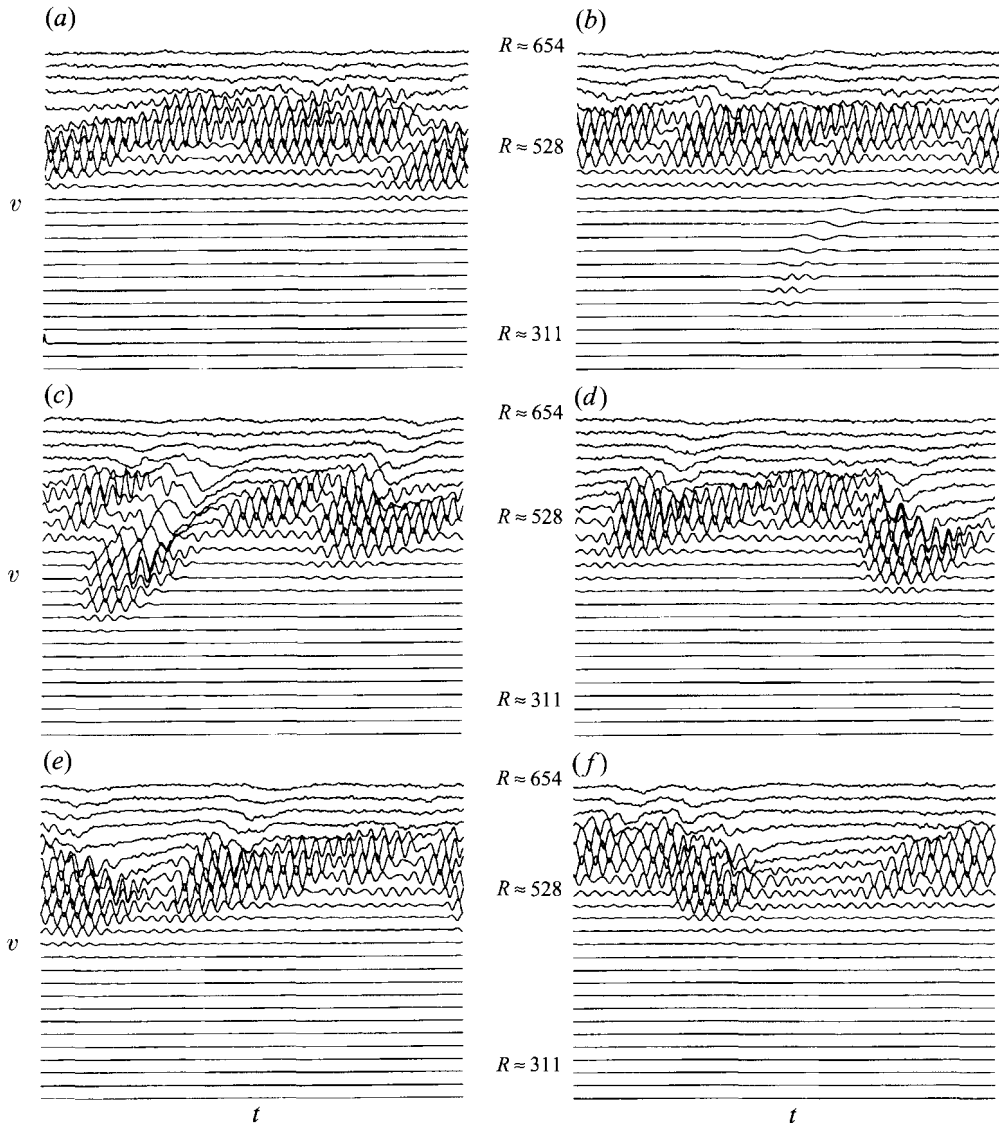 (a) (b)
R ≈ 654
R ≈ 528
v
R ≈ 311
(c) (d)
R ≈ 654
R ≈ 528
v
R ≈ 311
(e) (f)
R ≈ 654
R ≈ 528
v
R ≈ 311
t t